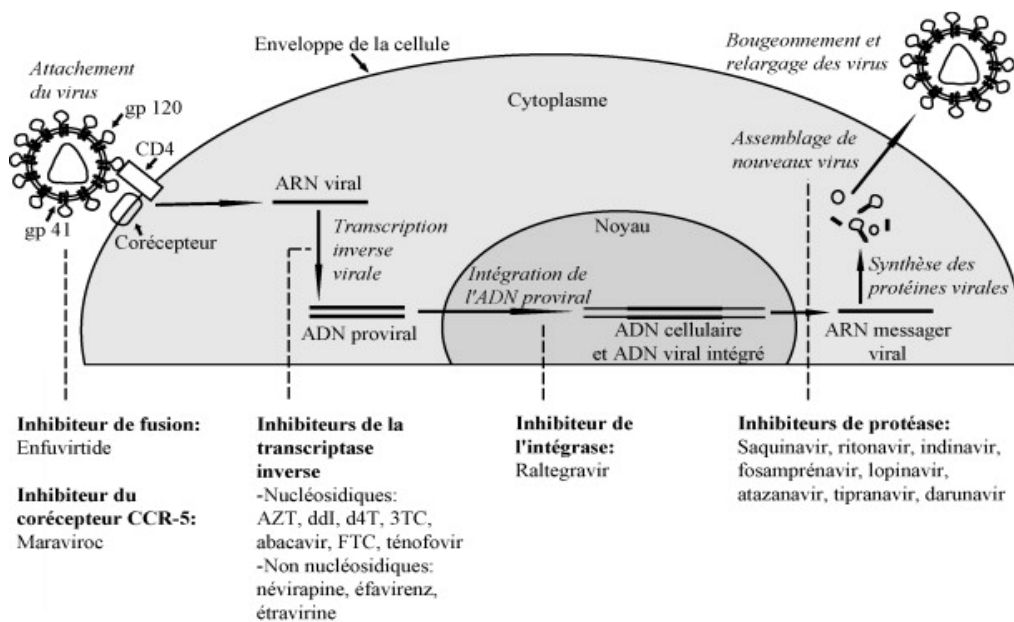 Attachement
du virus
gp 120
CD4
gp 41
Corécepteur
Enveloppe de la cellule
Cytoplasme
ARN viral
Transcription
inverse
virale
ADN proviral
Noyau
Intégration de
l'ADN proviral
ADN cellulaire
et ADN viral intégré
ARN messager
viral
Synthèse des
protéines virales
Assemblage de
nouveaux virus
Bougeonnement et
relargage des virus
Inhibiteur de fusion:
Enfuvirtide
Inhibiteur du
corécepteur CCR-5:
Maraviroc
Inhibiteurs de la
transcriptase
inverse
-Nucléosidiques:
AZT, ddI, d4T, 3TC,
abacavir, FTC, ténofovir
-Non nucléosidiques:
névirapine, éfavirenz,
étravirine
Inhibiteur de
l'intégrase:
Raltegravir
Inhibiteurs de protéase:
Saquinavir, ritonavir, indinavir,
fosamprénavir, lopinavir,
atazanavir, tipranavir, darunavir